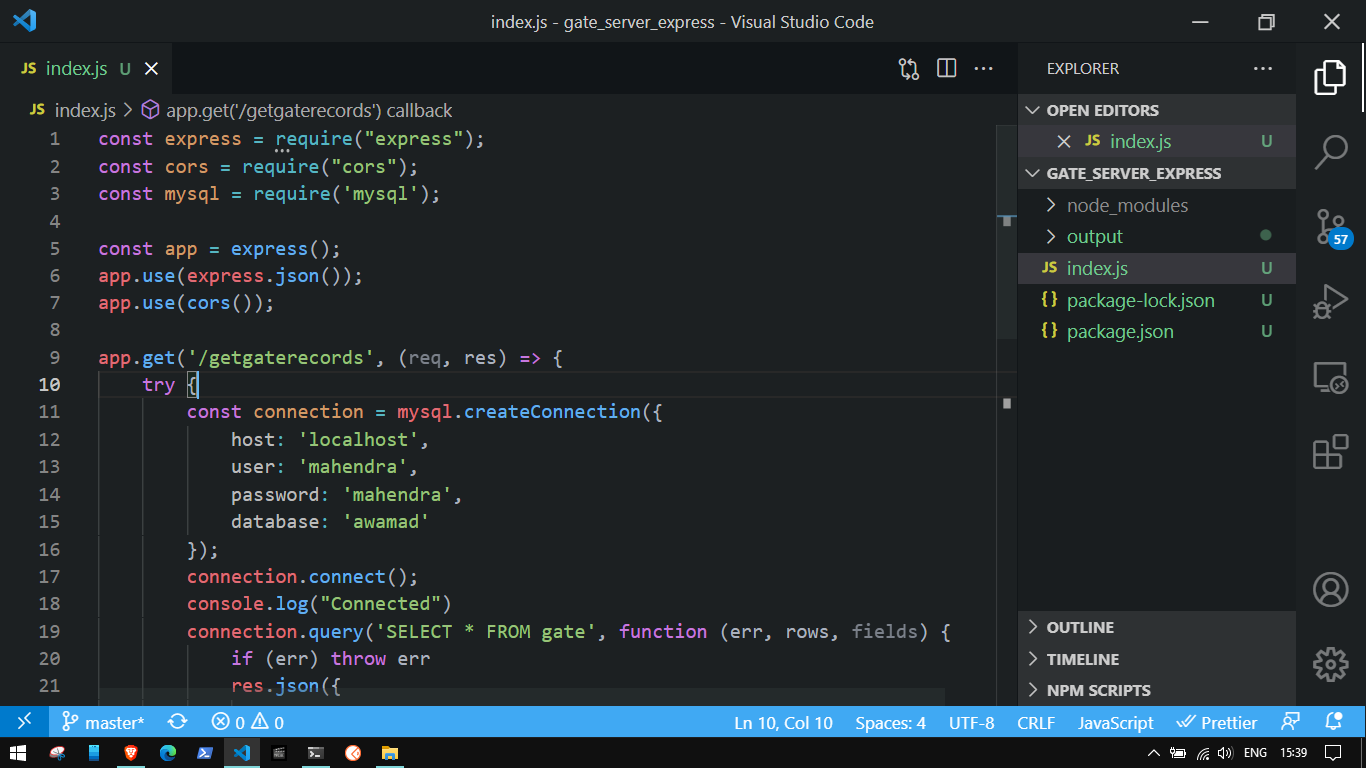 index.js - gate_server_express - Visual Studio Code
JS index.js U
JS index.js > app.get('/getgaterecords') callback
1 const express = require("express");
2 const cors = require("cors");
3 const mysql = require('mysql');
4
5 const app = express();
6 app.use(express.json());
7 app.use(cors());
8
9 app.get('/getgaterecords', (req, res) => {
10 try {
11 const connection = mysql.createConnection({
12 host: 'localhost',
13 user: 'mahendra',
14 password: 'mahendra',
15 database: 'awamad'
16 });
17 connection.connect();
18 console.log("Connected")
19 connection.query('SELECT * FROM gate', function (err, rows, fields) {
20 if (err) throw err
21 res.json({
EXPLORER
OPEN EDITORS
JS index.js U
GATE_SERVER_EXPRESS
node_modules
output
JS index.js U
{} package-lock.json U
{} package.json U
OUTLINE
TIMELINE
NPM SCRIPTS
57
master* 0 0 Ln 10, Col 10 Spaces: 4 UTF-8 CRLF JavaScript Prettier
ENG 15:39